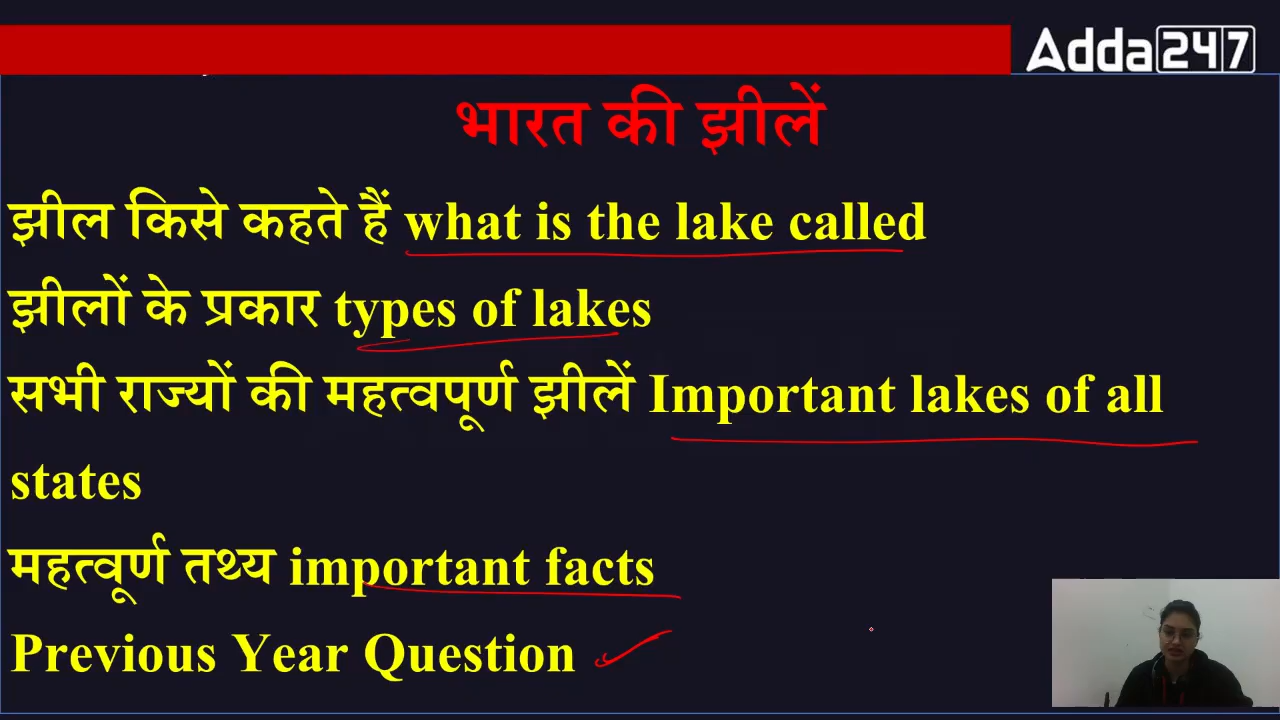 Adda247
भारत की झीलें
झील किसे कहते हैं what is the lake called
झीलों के प्रकार types of lakes
सभी राज्यों की महत्वपूर्ण झीलें Important lakes of all
states
महत्वूर्ण तथ्य important facts
Previous Year Question